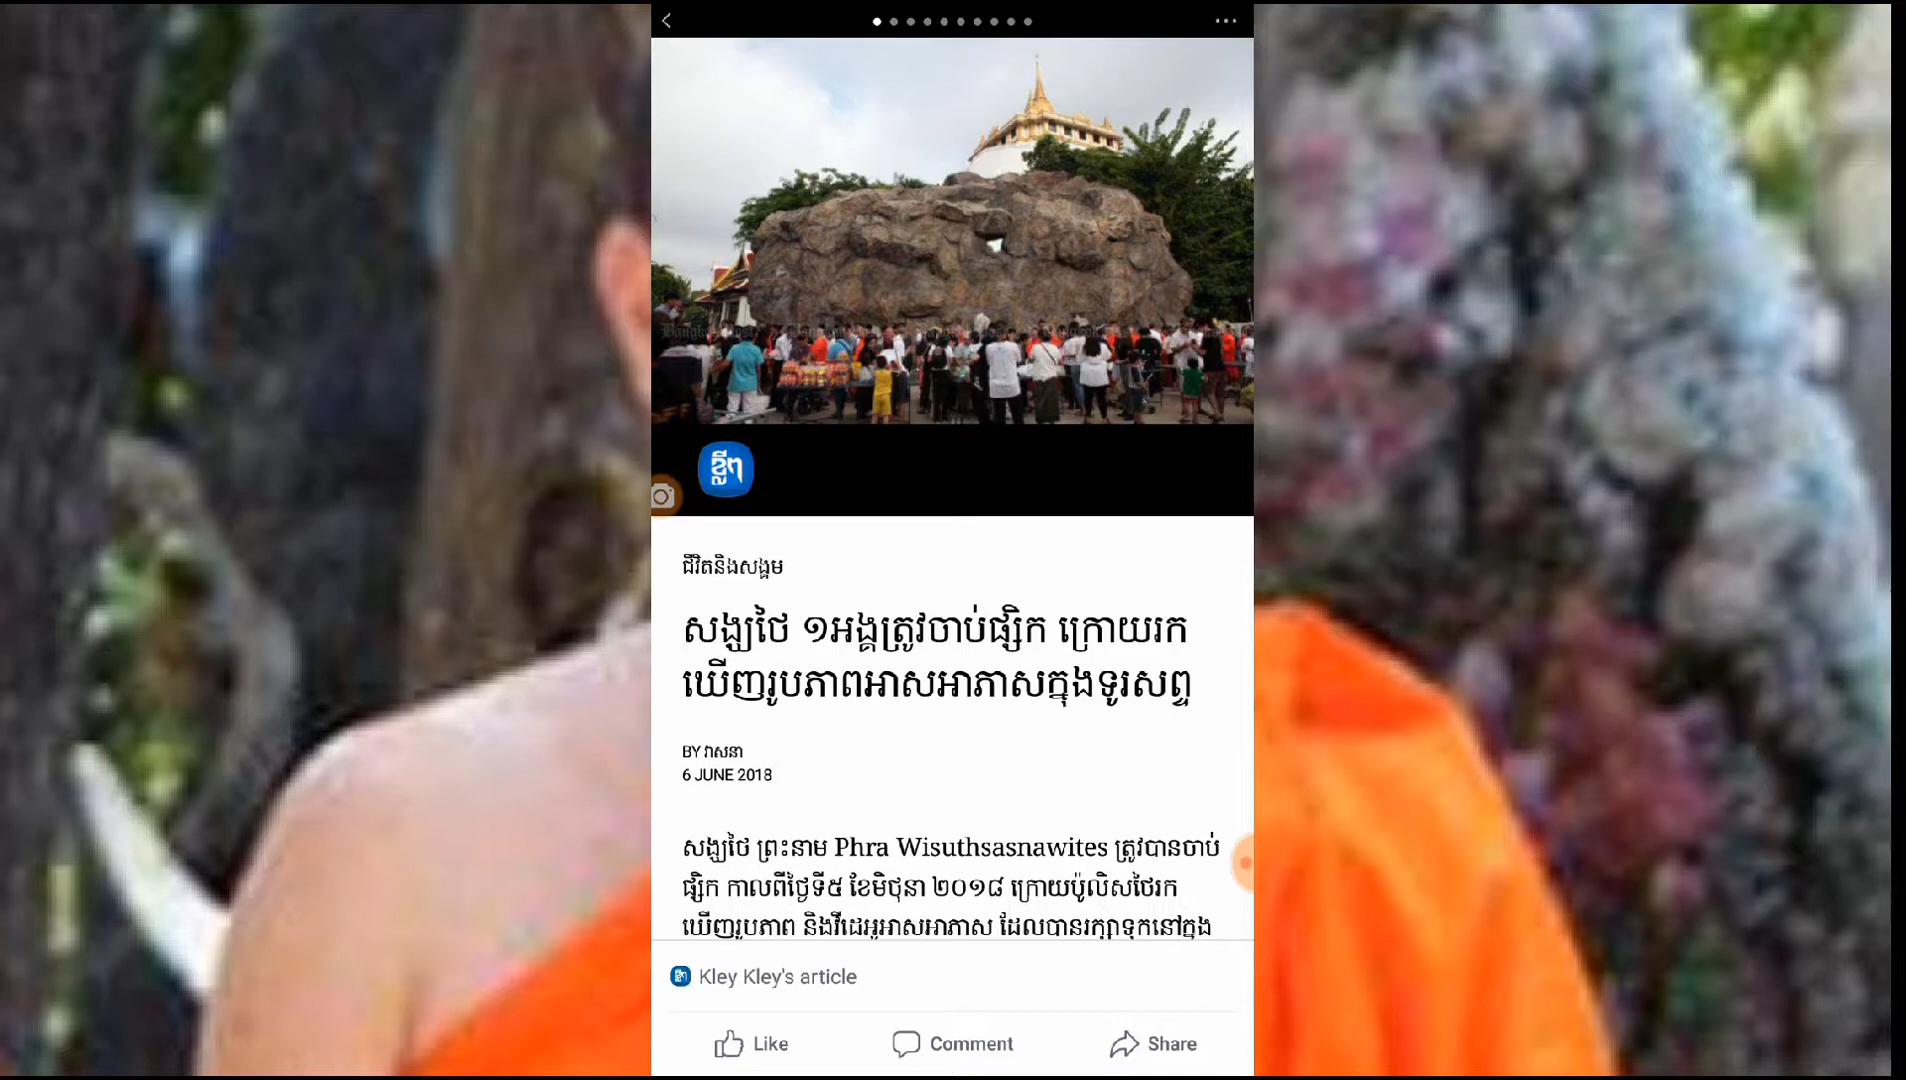 ខ្លីៗ
ជីវិតនិងសង្គម
សង្ឃថៃ ១អង្គត្រូវចាប់ផ្សិក ក្រោយរក
ឃើញរូបភាពអាសអាភាសក្នុងទូរសព្ទ
BY វាសនា
6 JUNE 2018
សង្ឃថៃ ព្រះនាម Phra Wisuthsasnawites ត្រូវបានចាប់
ផ្សិក កាលពីថ្ងៃទី៥ ខែមិថុនា ២០១៨ ក្រោយប៉ូលិសថៃរក
ឃើញរូបភាព និងវីដេអូអាសអាភាស ដែលបានរក្សាទុកនៅក្នុង
Kley Kley's article
Like
Comment
Share